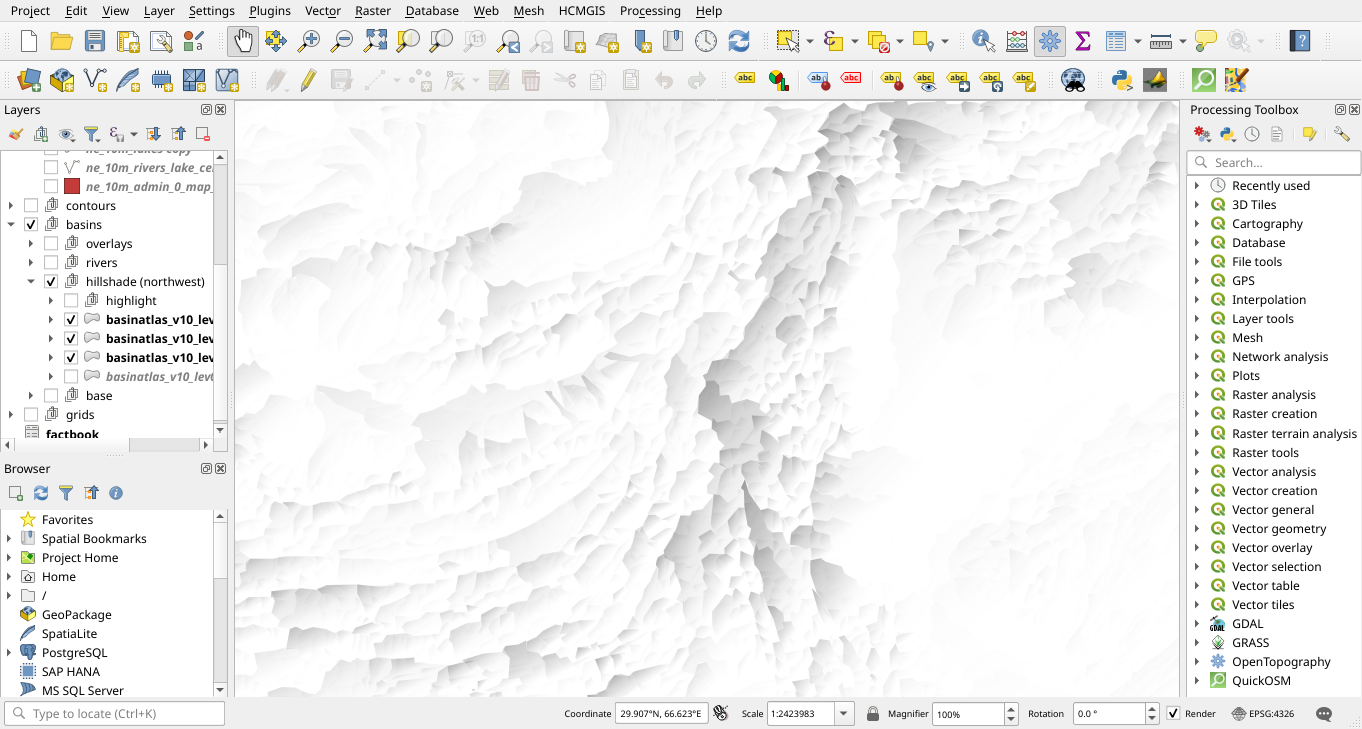 Project Edit View Layer Settings Plugins Vector Raster Database Web Mesh HCMGIS Processing Help
Layers
ne_10m_lakes copy
ne_10m_rivers_lake_ce
ne_10m_admin_0_map_
contours
basins
overlays
rivers
hillshade (northwest)
highlight
basinatlas_v10_lev
basinatlas_v10_lev
basinatlas_v10_lev
basinatlas_v10_lev
base
grids
factbook
Browser
Favorites
Spatial Bookmarks
Project Home
Home
/
GeoPackage
SpatiaLite
PostgreSQL
SAP HANA
MS SQL Server
Processing Toolbox
Search...
Recently used
3D Tiles
Cartography
Database
File tools
GPS
Interpolation
Layer tools
Mesh
Network analysis
Plots
Raster analysis
Raster creation
Raster terrain analysis
Raster tools
Vector analysis
Vector creation
Vector general
Vector geometry
Vector overlay
Vector selection
Vector table
Vector tiles
GDAL
GRASS
OpenTopography
QuickOSM
Type to locate (Ctrl+K) Coordinate 29.907°N, 66.623°E Scale 1:2423983 Magnifier 100% Rotation 0.0 ° Render EPSG:4326